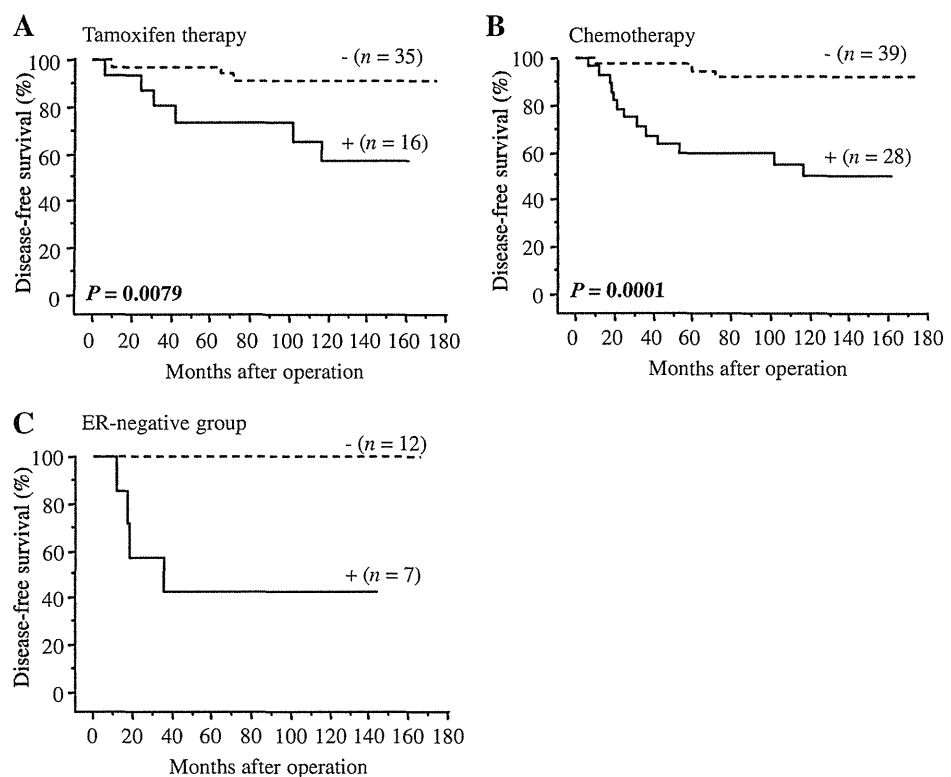 A
Tamoxifen therapy
Disease-free survival (%)
100
80
60
40
20
0
- (n = 35)
+ (n = 16)
P = 0.0079
0 20 40 60 80 100 120 140 160 180
Months after operation
B
Chemotherapy
Disease-free survival (%)
100
80
60
40
20
0
- (n = 39)
+ (n = 28)
P = 0.0001
0 20 40 60 80 100 120 140 160 180
Months after operation
C
ER-negative group
Disease-free survival (%)
100
80
60
40
20
0
- (n = 12)
+ (n = 7)
0 20 40 60 80 100 120 140 160 180
Months after operation